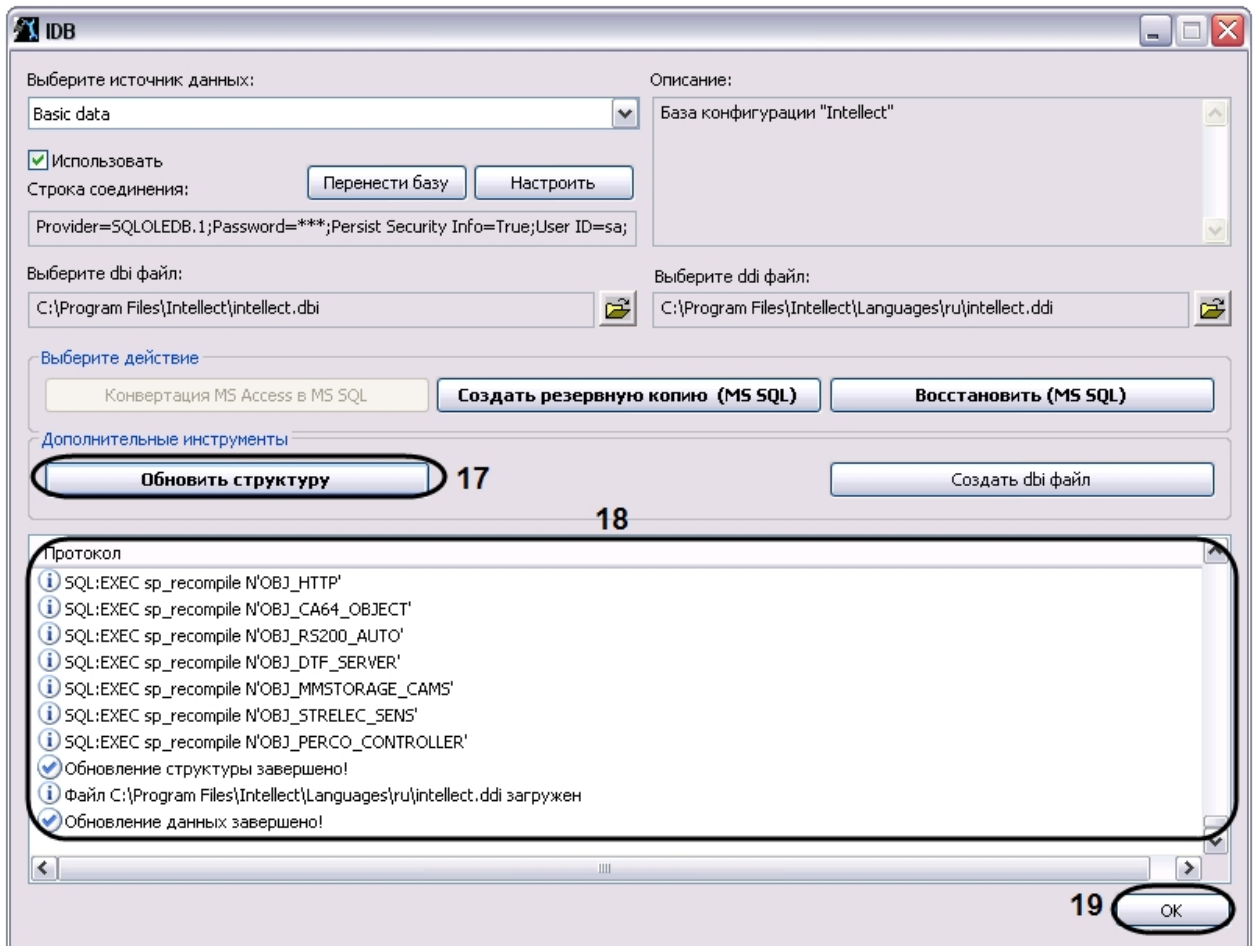 IDB
Выберите источник данных:
Описание:
Basic data
База конфигурации "Intellect"
Использовать
Строка соединения:
Перенести базу
Настроить
Provider=SQLOLEDB.1;Password=***;Persist Security Info=True;User ID=sa;
Выберите dbi файл:
Выберите ddi файл:
C:\Program Files\Intellect\intellect.dbi
C:\Program Files\Intellect\Languages\ru\intellect.ddi
Выберите действие
Конвертация MS Access в MS SQL
Создать резервную копию (MS SQL)
Восстановить (MS SQL)
Дополнительные инструменты
Обновить структуру
17
Создать dbi файл
18
Протокол
SQL:EXEC sp_recompile N'OBJ_HTTP'
SQL:EXEC sp_recompile N'OBJ_CA64_OBJECT'
SQL:EXEC sp_recompile N'OBJ_RS200_AUTO'
SQL:EXEC sp_recompile N'OBJ_DTF_SERVER'
SQL:EXEC sp_recompile N'OBJ_MMSTORAGE_CAMS'
SQL:EXEC sp_recompile N'OBJ_STRELEC_SENS'
SQL:EXEC sp_recompile N'OBJ_PERCO_CONTROLLER'
Обновление структуры завершено!
Файл C:\Program Files\Intellect\Languages\ru\intellect.ddi загружен
Обновление данных завершено!
19
ОК